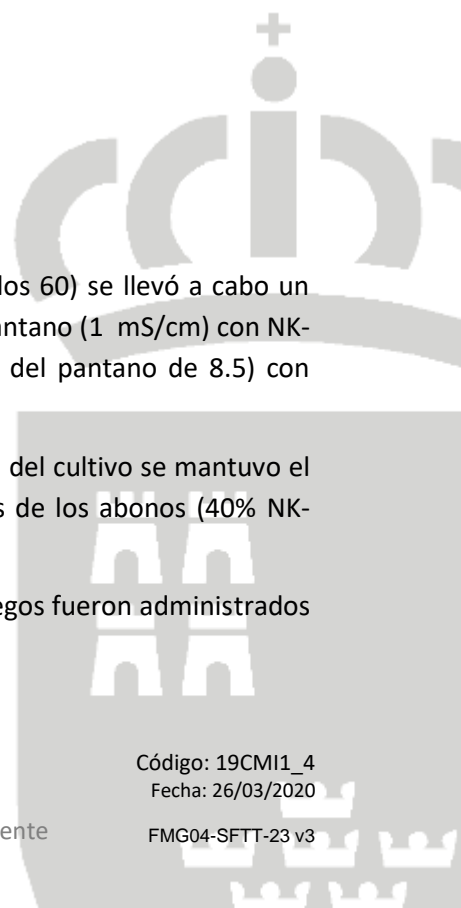 los 60) se llevó a cabo un
antano (1 mS/cm) con NK-
del pantano de 8.5) con
del cultivo se mantuvo el
s de los abonos (40% NK-
egos fueron administrados
Código: 19CMI1_4
Fecha: 26/03/2020
ente FMG04-SFTT-23 v3